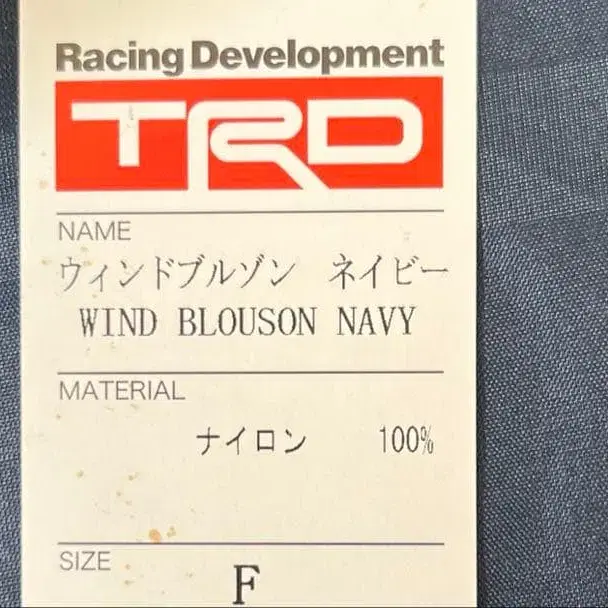 Racing Development
TRD
NAME
ウィンドブルゾン　ネイビー
WIND BLOUSON NAVY
MATERIAL
ナイロン　100%
SIZE
F